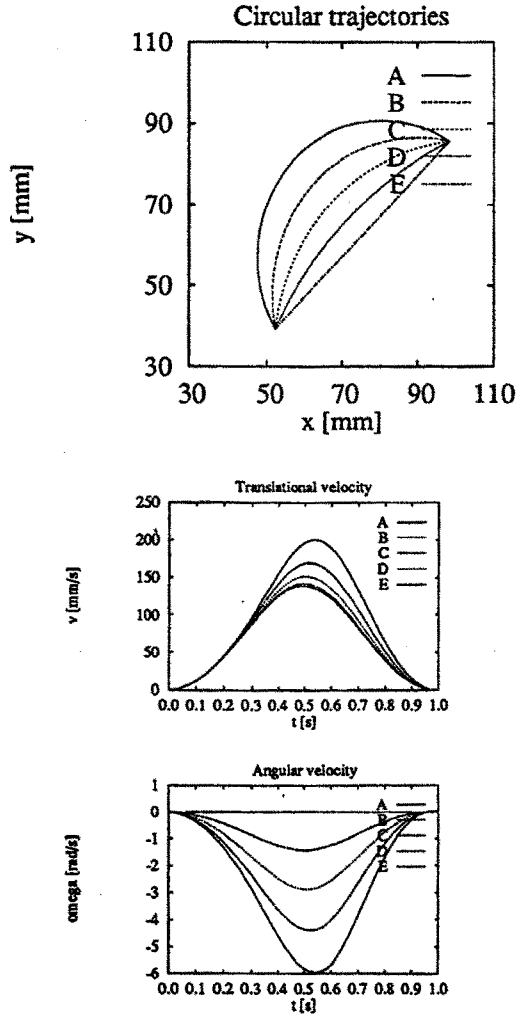 Circular trajectories
110
90
70
50
30
y [mm]
A
B
C
D
E
30 50 70 90 110
x [mm]
Translational velocity
250
200
150
100
50
0
v [mm/s]
A
B
C
D
E
0.0 0.1 0.2 0.3 0.4 0.5 0.6 0.7 0.8 0.9 1.0
t [s]
Angular velocity
1
0
-1
-2
-3
-4
-5
-6
omega [rad/s]
A
B
C
D
E
0.0 0.1 0.2 0.3 0.4 0.5 0.6 0.7 0.8 0.9 1.0
t [s]